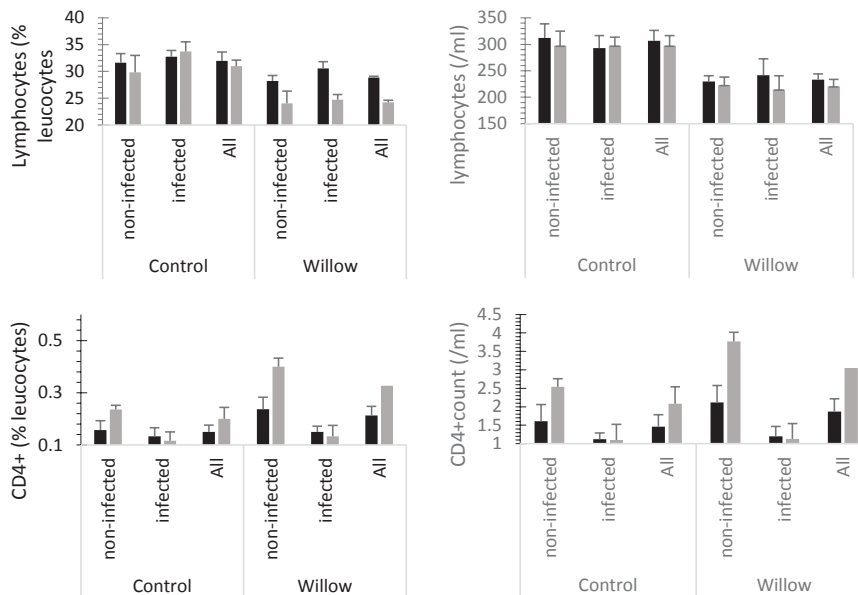 Lymphocytes (%
leucocytes
40
35
30
25
20
non-infected
infected
All
non-infected
infected
All
Control
Willow
lymphocytes (/ml)
350
300
250
200
150
non-infected
infected
All
non-infected
infected
All
Control
Willow
CD4+ (% leucocytes)
0.5
0.3
0.1
non-infected
infected
All
non-infected
infected
All
Control
Willow
CD4+count (/ml)
4.5
4
3.5
3
2.5
2
1.5
1
non-infected
infected
All
non-infected
infected
All
Control
Willow